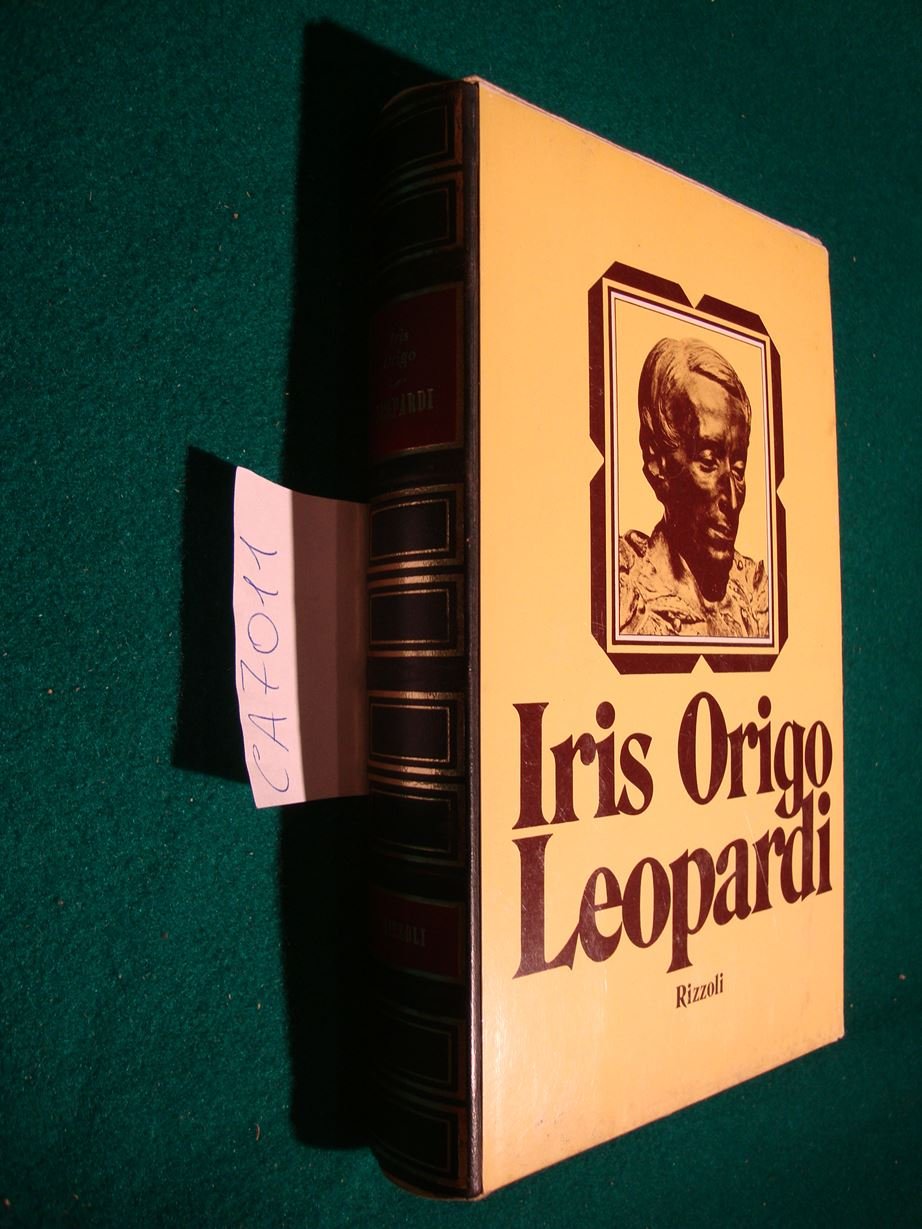 Iris
Origo
LEOPARDI
RIZZOLI
CA7011
Iris Origo
Leopardi
Rizzoli